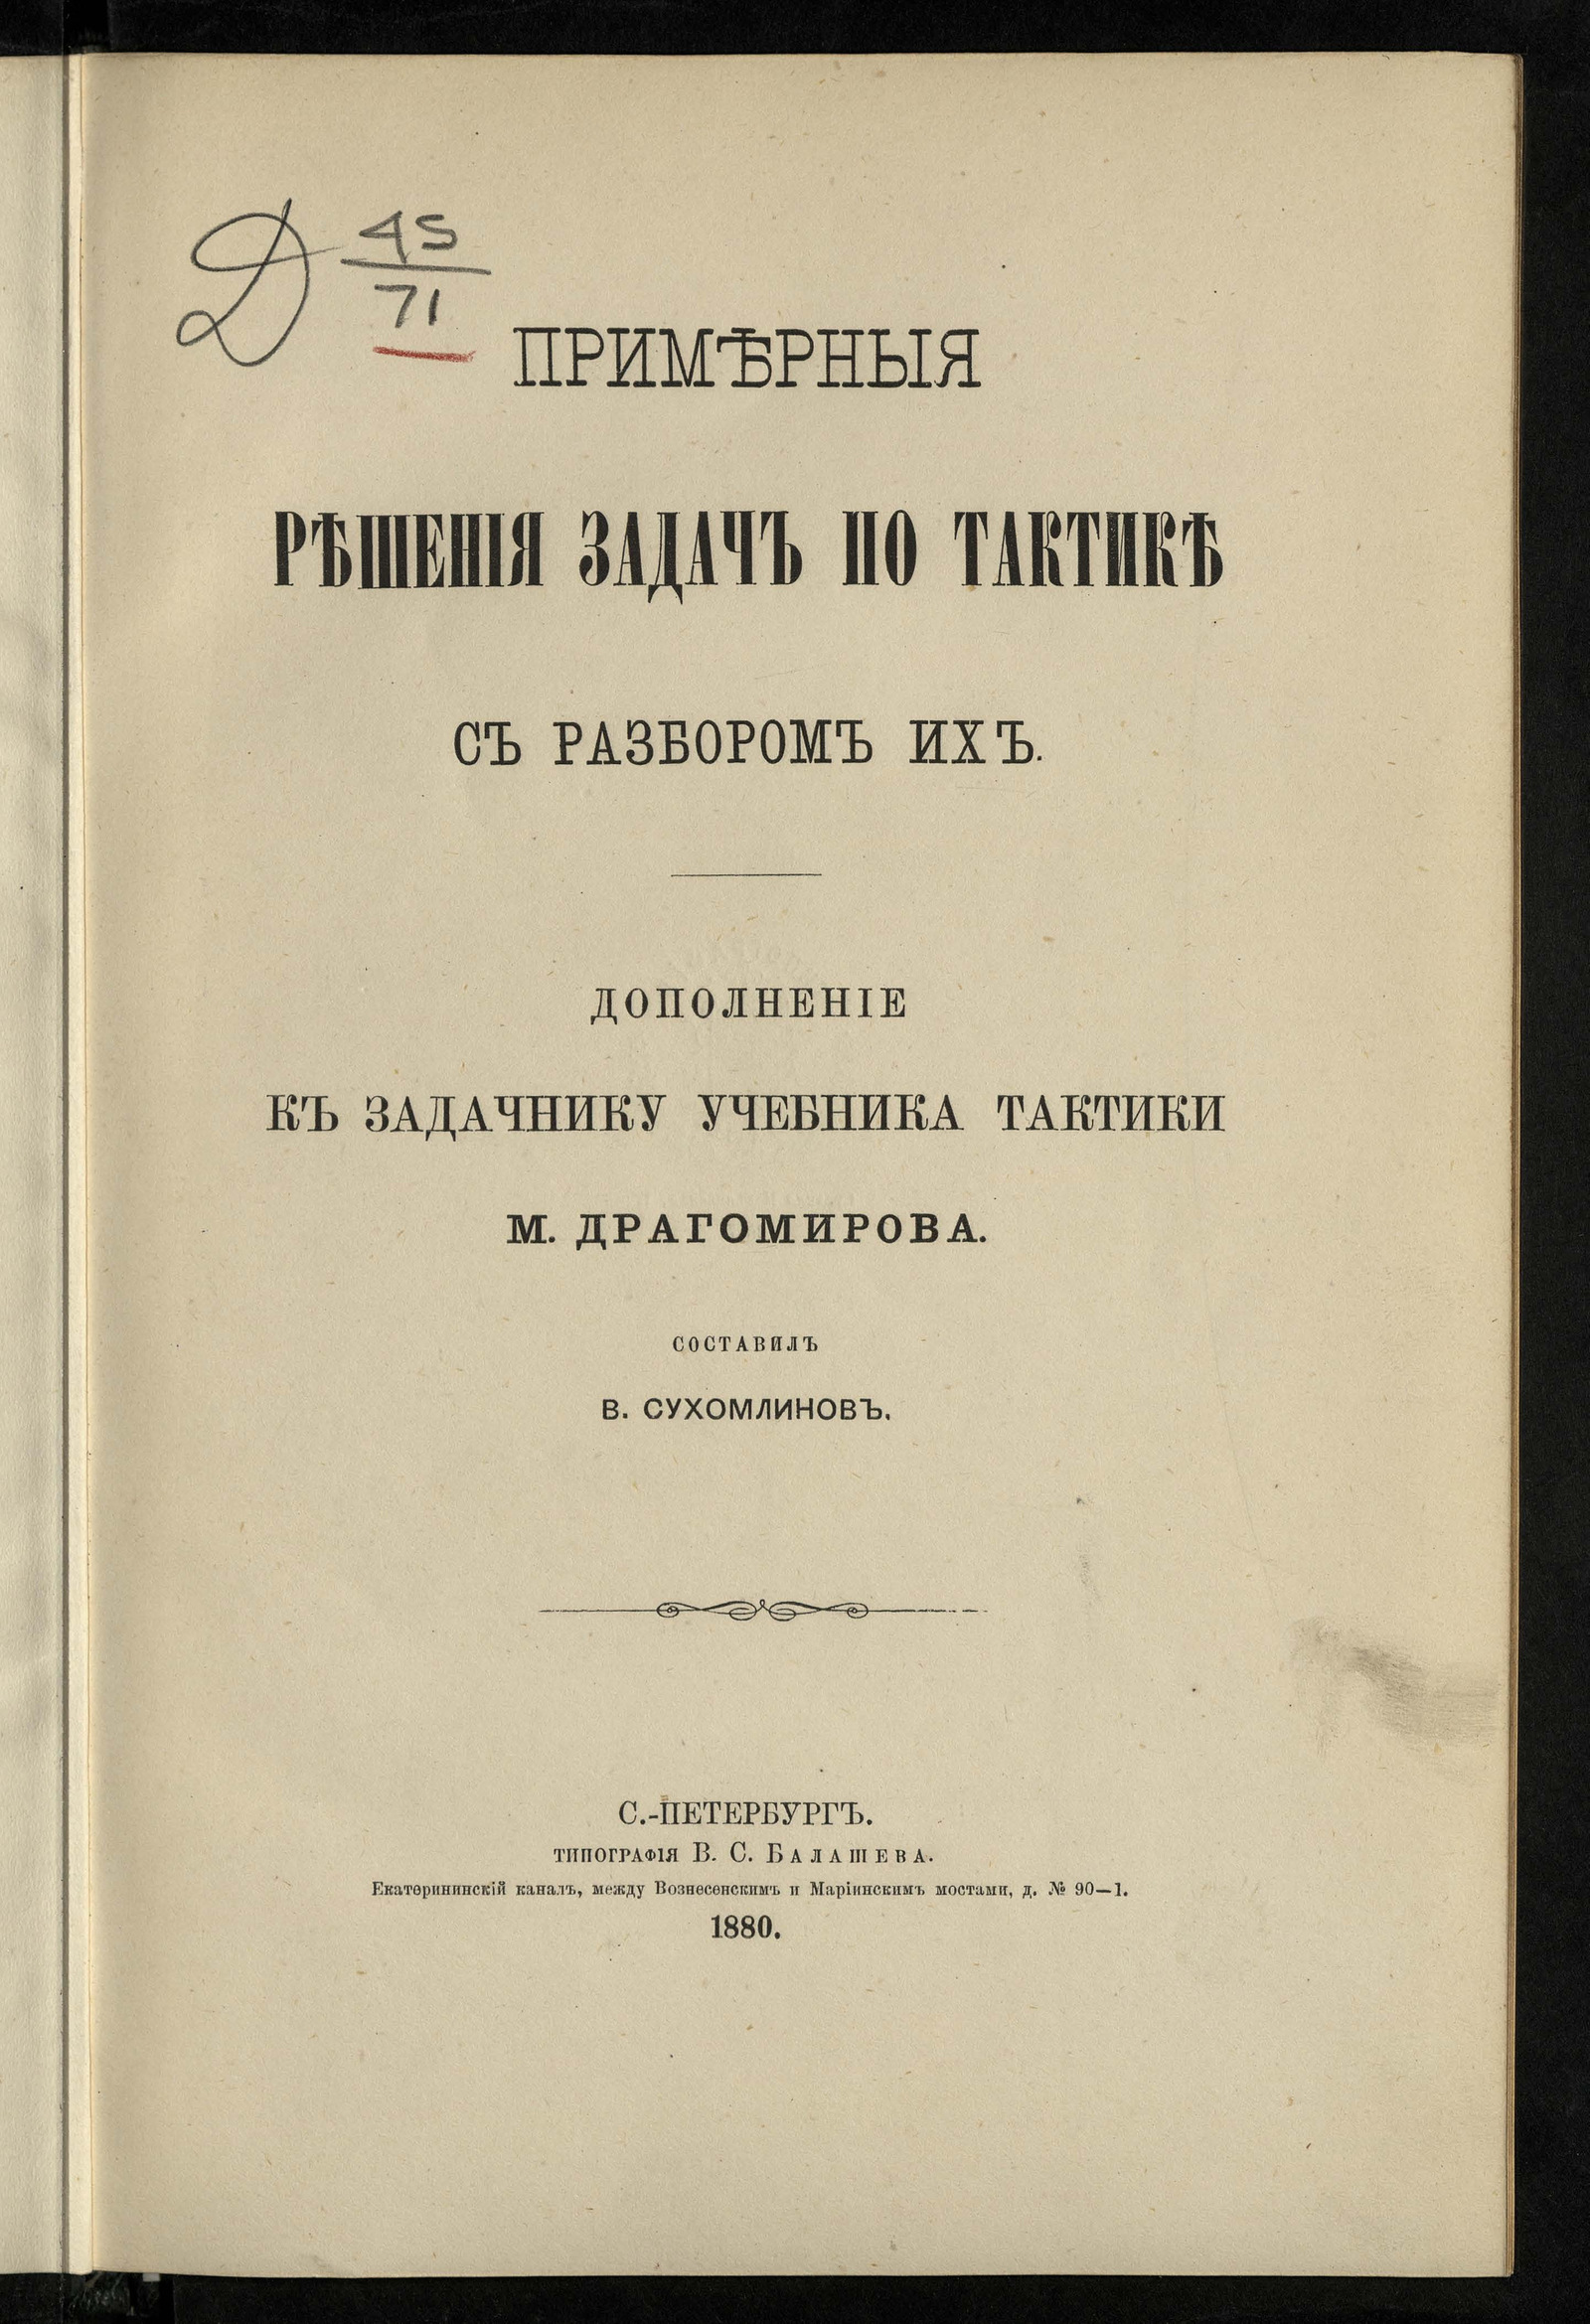 Д 45
71
ПРИМѢРНЫЯ
РѢШЕНІЯ ЗАДАЧЪ ПО ТАКТИКѢ
СЪ РАЗБОРОМЪ ИХЪ.
ДОПОЛНЕНІЕ
КЪ ЗАДАЧНИКУ УЧЕБНИКА ТАКТИКИ
М. ДРАГОМИРОВА.
СОСТАВИЛЪ
В. СУХОМЛИНОВЪ.
С.-ПЕТЕРБУРГЪ.
ТИПОГРАФІЯ В. С. БАЛАШЕВА.
Екатерининскій каналъ, между Вознесенскимъ и Маріинскимъ мостами, д. № 90—1.
1880.